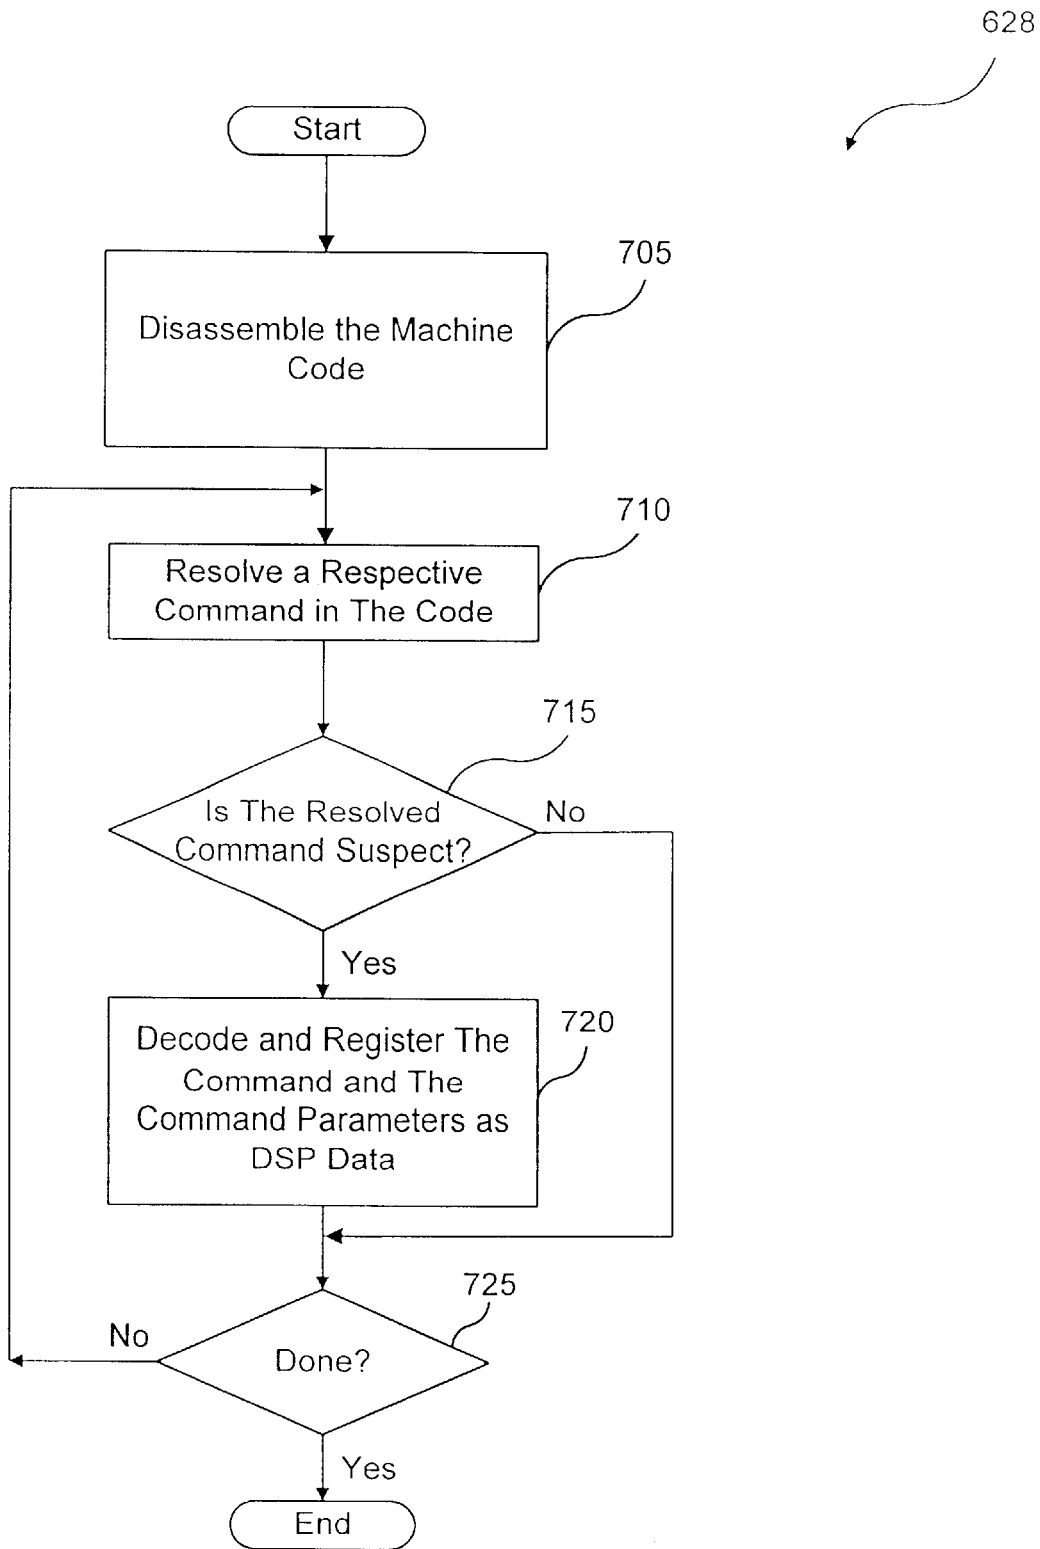 628
Start
705
Disassemble the Machine
Code
710
Resolve a Respective
Command in The Code
715
Is The Resolved
Command Suspect?
No
Yes
720
Decode and Register The
Command and The
Command Parameters as
DSP Data
725
No
Done?
Yes
End